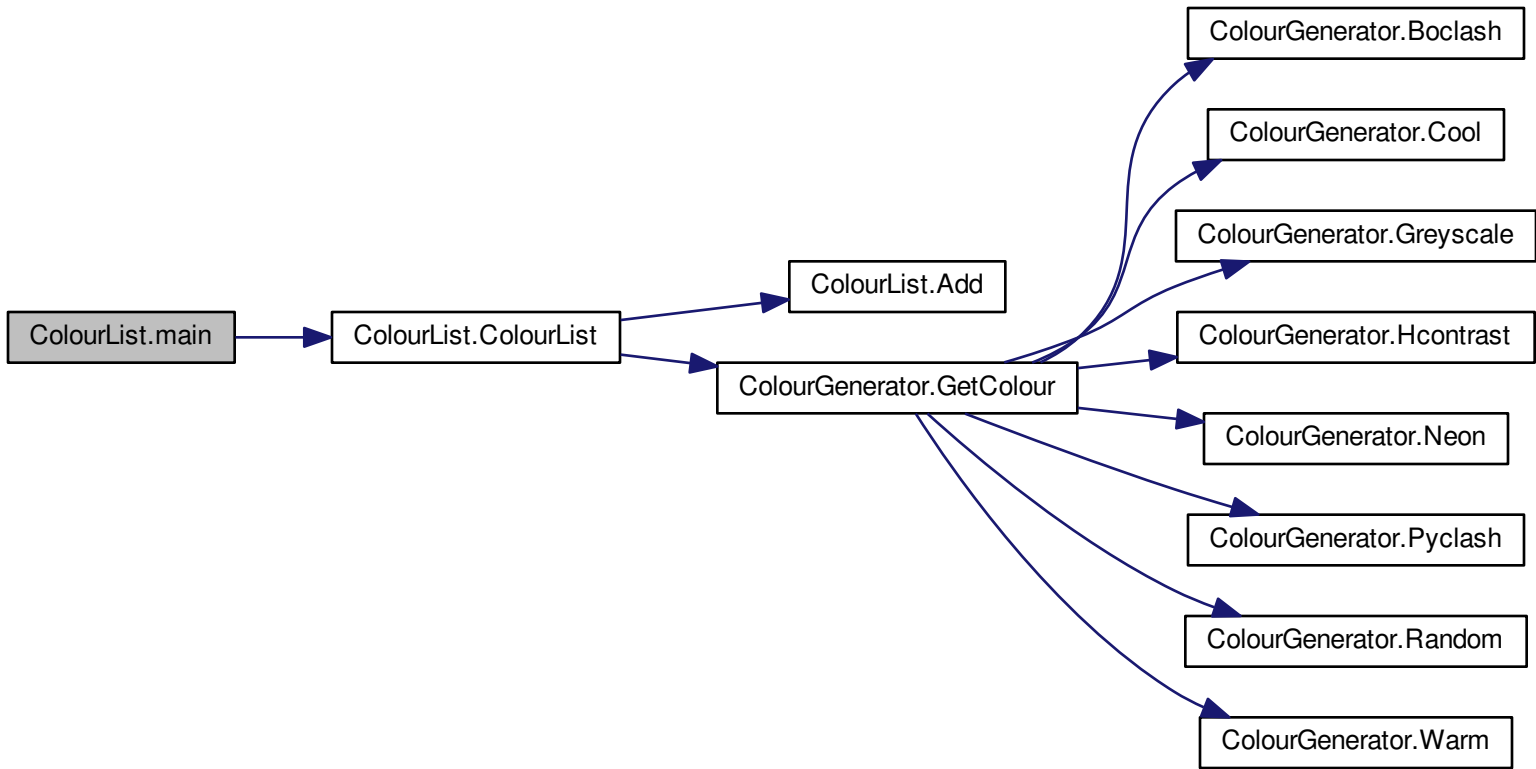 ColourList.main
ColourList.ColourList
ColourList.Add
ColourGenerator.GetColour
ColourGenerator.Boclash
ColourGenerator.Cool
ColourGenerator.Greyscale
ColourGenerator.Hcontrast
ColourGenerator.Neon
ColourGenerator.Pyclash
ColourGenerator.Random
ColourGenerator.Warm